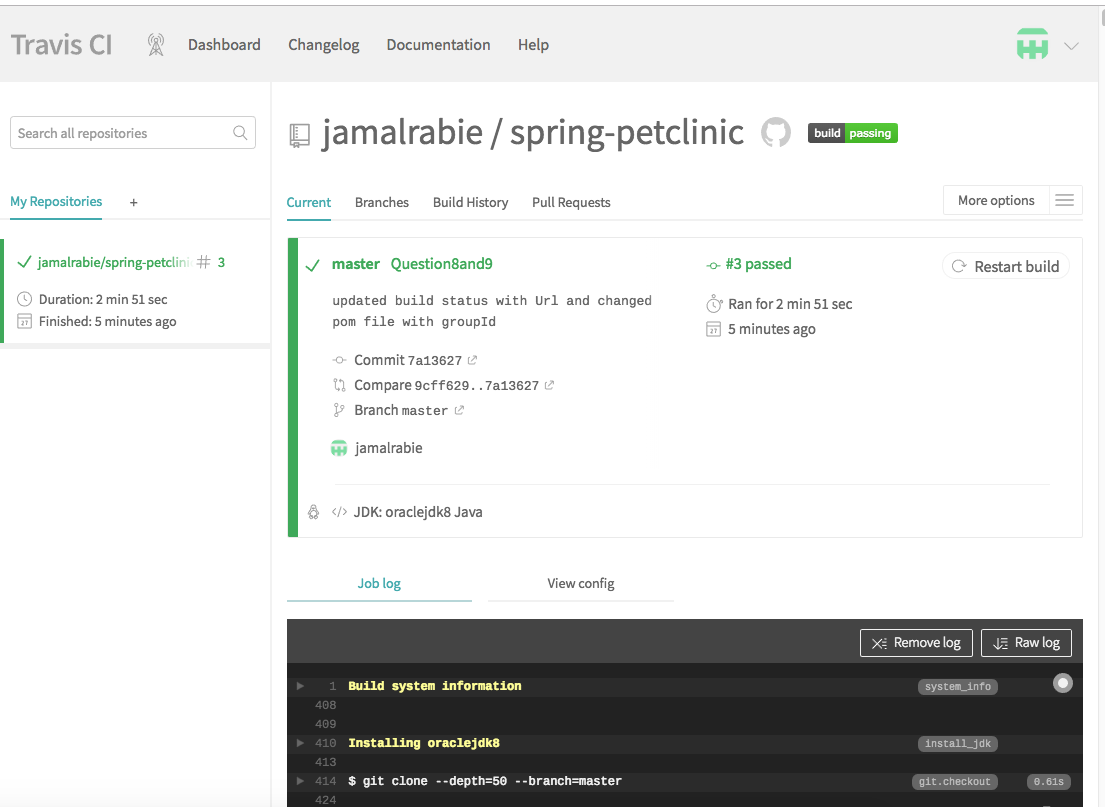 Travis CI Dashboard Changelog Documentation Help
Search all repositories
My Repositories +
jamalrabie/spring-petclini # 3
Duration: 2 min 51 sec
Finished: 5 minutes ago
jamalrabie / spring-petclinic build passing
Current Branches Build History Pull Requests More options
master Question8and9 #3 passed Restart build
updated build status with Url and changed
pom file with groupId
Ran for 2 min 51 sec
5 minutes ago
Commit 7a13627
Compare 9cff629..7a13627
Branch master
jamalrabie
</> JDK: oraclejdk8 Java
Job log View config
Remove log Raw log
1 Build system information system_info
408
409
410 Installing oraclejdk8 install_jdk
413
414 $ git clone --depth=50 --branch=master git.checkout 0.61s
424